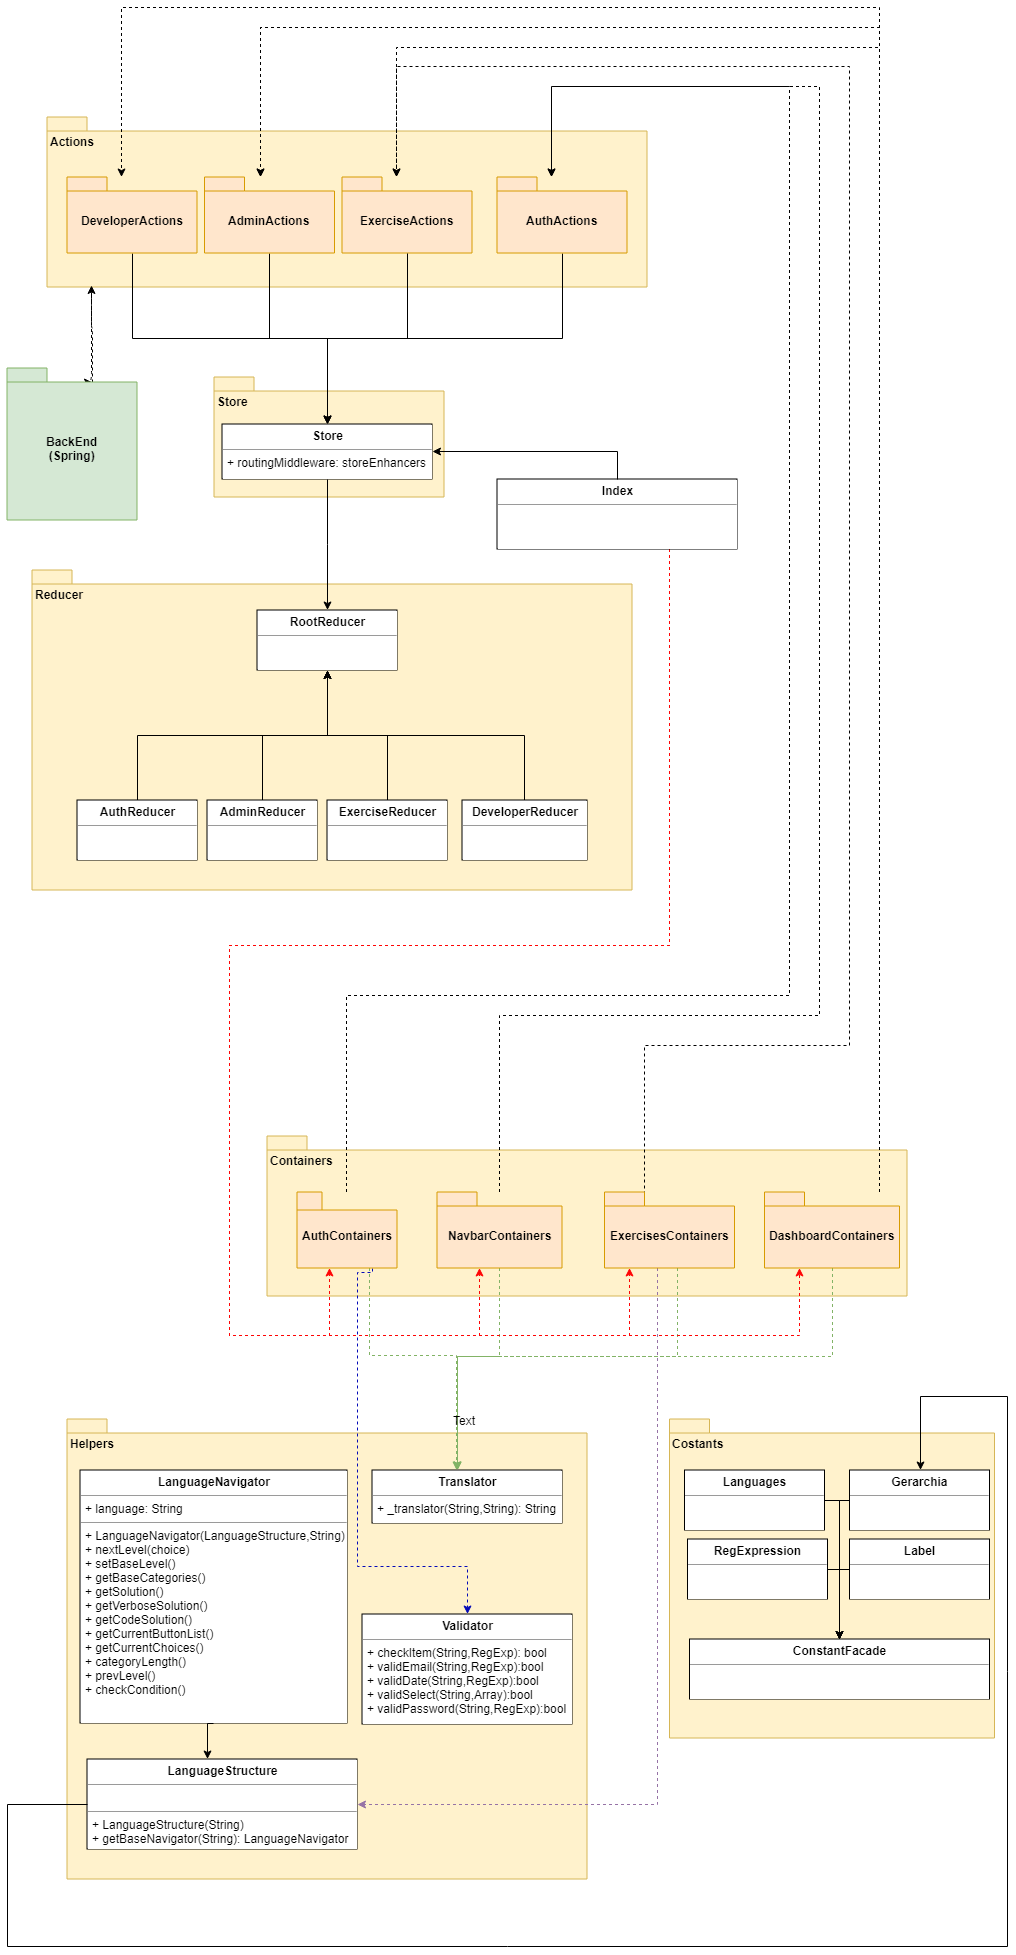 Actions
DeveloperActions
AdminActions
ExerciseActions
AuthActions
BackEnd
(Spring)
Store
Store
+ routingMiddleware: storeEnhancers
Index
Reducer
RootReducer
AuthReducer
AdminReducer
ExerciseReducer
DeveloperReducer
Containers
AuthContainers
NavbarContainers
ExercisesContainers
DashboardContainers
Text
Helpers
LanguageNavigator
+ language: String
+ LanguageNavigator(LanguageStructure,String)
+ nextLevel(choice)
+ setBaseLevel()
+ getBaseCategories()
+ getSolution()
+ getVerboseSolution()
+ getCodeSolution()
+ getCurrentButtonList()
+ getCurrentChoices()
+ categoryLength()
+ prevLevel()
+ checkCondition()
Translator
+ _translator(String,String): String
Validator
+ checkItem(String,RegExp): bool
+ validEmail(String,RegExp):bool
+ validDate(String,RegExp):bool
+ validSelect(String,Array):bool
+ validPassword(String,RegExp):bool
LanguageStructure
+ LanguageStructure(String)
+ getBaseNavigator(String): LanguageNavigator
Costants
Languages
Gerarchia
RegExpression
Label
ConstantFacade